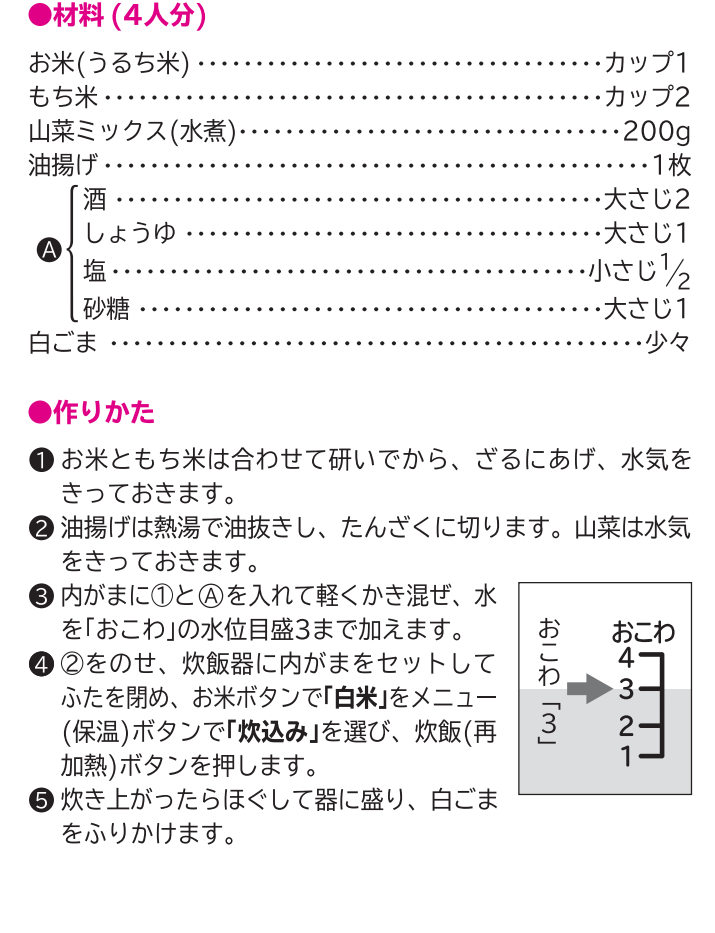 ●材料 (4人分)
お米(うるち米)‥‥‥‥‥‥‥‥‥‥‥‥‥‥‥‥‥カップ1
もち米‥‥‥‥‥‥‥‥‥‥‥‥‥‥‥‥‥‥‥‥‥カップ2
山菜ミックス(水煮)‥‥‥‥‥‥‥‥‥‥‥‥‥‥‥‥200g
油揚げ‥‥‥‥‥‥‥‥‥‥‥‥‥‥‥‥‥‥‥‥‥‥‥1枚
Ⓐ
酒‥‥‥‥‥‥‥‥‥‥‥‥‥‥‥‥‥‥‥‥‥大さじ2
しょうゆ‥‥‥‥‥‥‥‥‥‥‥‥‥‥‥‥‥‥大さじ1
塩‥‥‥‥‥‥‥‥‥‥‥‥‥‥‥‥‥‥‥‥小さじ1/2
砂糖‥‥‥‥‥‥‥‥‥‥‥‥‥‥‥‥‥‥‥‥大さじ1
白ごま‥‥‥‥‥‥‥‥‥‥‥‥‥‥‥‥‥‥‥‥‥‥‥少々
●作りかた
❶ お米ともち米は合わせて研いでから、ざるにあげ、水気を
きっておきます。
❷ 油揚げは熱湯で油抜きし、たんざくに切ります。山菜は水気
をきっておきます。
❸ 内がまに①とⒶを入れて軽くかき混ぜ、水
を「おこわ」の水位目盛3まで加えます。
❹ ②をのせ、炊飯器に内がまをセットして
ふたを閉め、お米ボタンで「白米」をメニュー
(保温)ボタンで「炊込み」を選び、炊飯(再
加熱)ボタンを押します。
❺ 炊き上がったらほぐして器に盛り、白ごま
をふりかけます。
おこわ「3」
おこわ
4
3
2
1